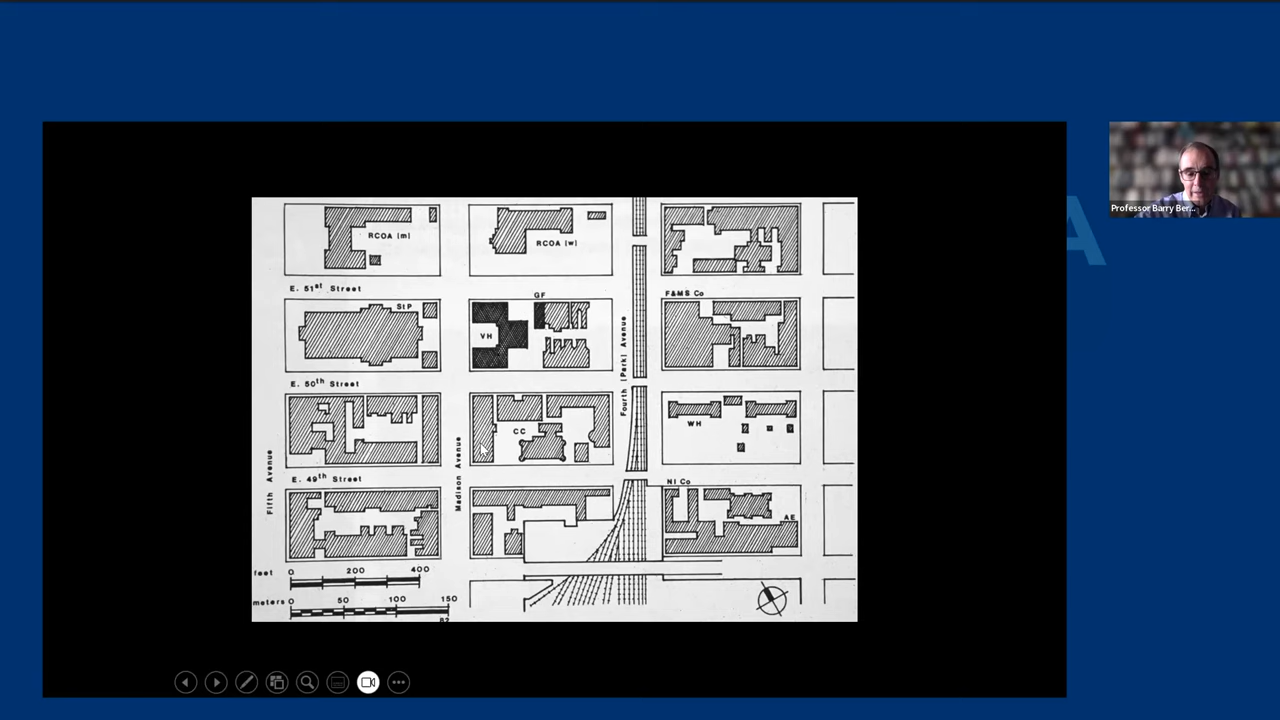 RCOA (m)
RCOA (w)
E. 51st Street
GF
F&MS Co
StP
VH
Fourth (Park) Avenue
E. 50th Street
WH
CC
Fifth Avenue
Madison Avenue
E. 49th Street
NI Co
AE
feet 0 200 400
meters 0 50 100 150
Professor Barry Ber...
A